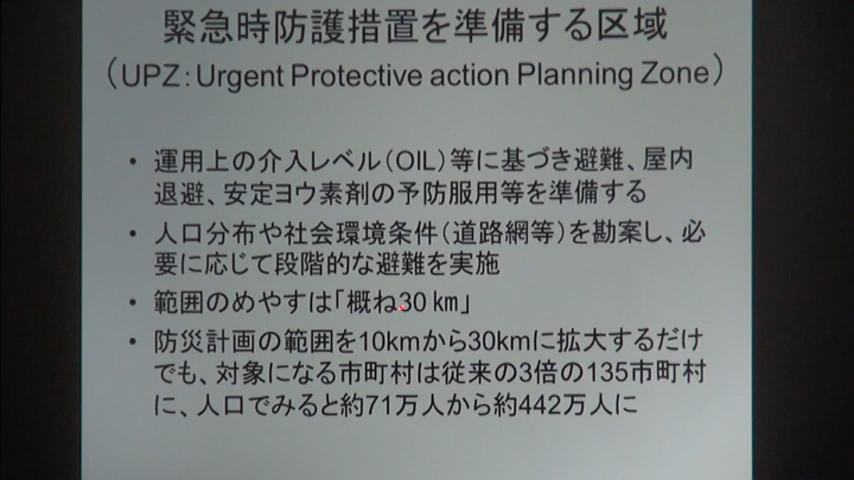 緊急時防護措置を準備する区域
（UPZ：Urgent Protective action Planning Zone）
• 運用上の介入レベル（OIL）等に基づき避難、屋内
退避、安定ヨウ素剤の予防服用等を準備する
• 人口分布や社会環境条件（道路網等）を勘案し、必
要に応じて段階的な避難を実施
• 範囲のめやすは「概ね30㎞」
• 防災計画の範囲を10kmから30kmに拡大するだけ
でも、対象になる市町村は従来の3倍の135市町村
に、人口でみると約71万人から約442万人に